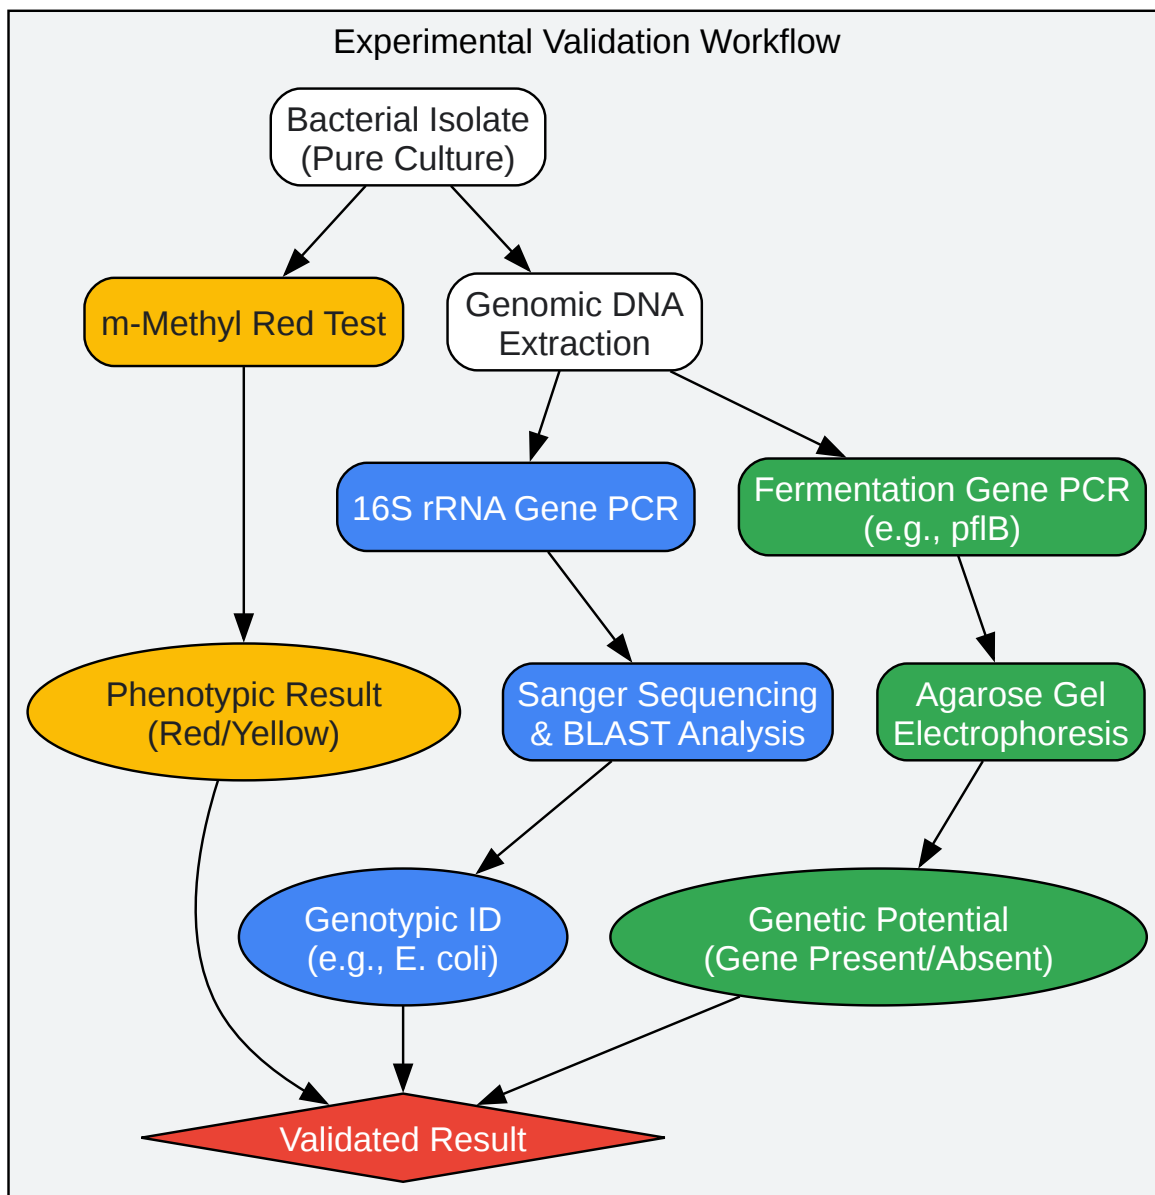 Experimental Validation Workflow
Bacterial Isolate
(Pure Culture)
m-Methyl Red Test
Genomic DNA
Extraction
16S rRNA Gene PCR
Fermentation Gene PCR
(e.g., pflB)
Phenotypic Result
(Red/Yellow)
Sanger Sequencing
& BLAST Analysis
Agarose Gel
Electrophoresis
Genotypic ID
(e.g., E. coli)
Genetic Potential
(Gene Present/Absent)
Validated Result